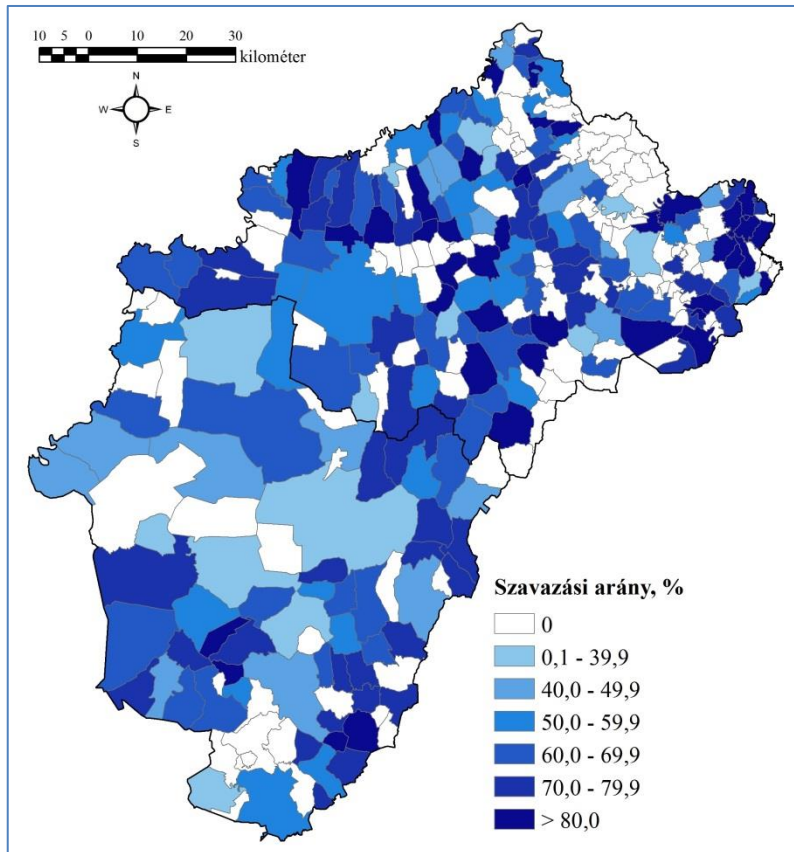 10 5 0 10 20 30
kilométer
N
W E
S
Szavazási arány, %
0
0,1 - 39,9
40,0 - 49,9
50,0 - 59,9
60,0 - 69,9
70,0 - 79,9
> 80,0